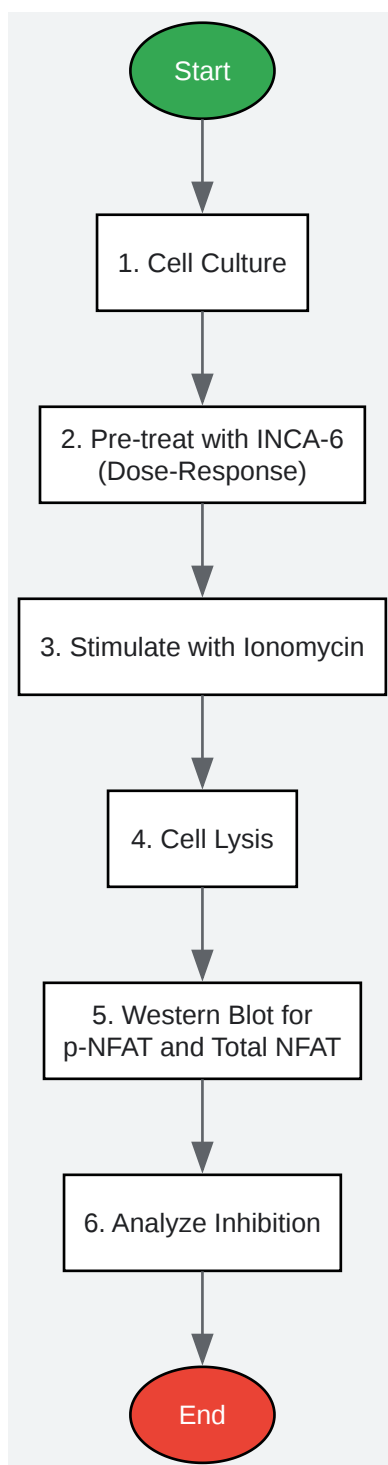 Start
1. Cell Culture
2. Pre-treat with INCA-6
(Dose-Response)
3. Stimulate with Ionomycin
4. Cell Lysis
5. Western Blot for
p-NFAT and Total NFAT
6. Analyze Inhibition
End